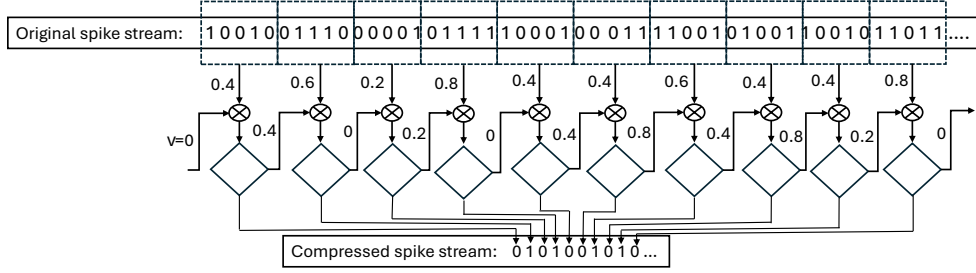 Original spike stream: 1 0 0 1 0 0 1 1 1 0 0 0 0 0 1 0 1 1 1 1 1 0 0 0 1 0 0 0 1 1 1 1 0 0 1 0 1 0 0 1 1 0 0 1 0 1 1 0 1 1 ....
0.4 0.6 0.2 0.8 0.4 0.4 0.6 0.4 0.4 0.8
v=0 0.4 0 0.2 0 0.4 0.8 0.4 0.8 0.2 0
Compressed spike stream: 0 1 0 1 0 0 1 0 1 0 ...